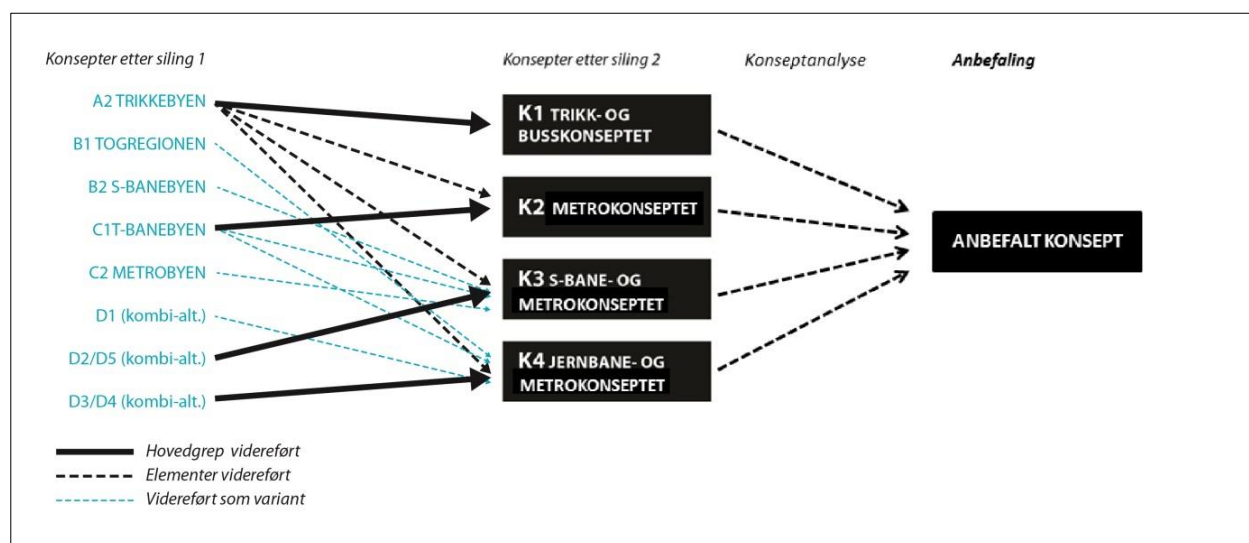 Konsepter etter siling 1
Konsepter etter siling 2
Konseptanalyse
Anbefaling
A2 TRIKKEBYEN
B1 TOGREGIONEN
B2 S-BANEBYEN
C1T-BANEBYEN
C2 METROBYEN
D1 (kombi-alt.)
D2/D5 (kombi-alt.)
D3/D4 (kombi-alt.)
K1 TRIKK- OG
BUSSKONSEPTET
K2 METROKONSEPTET
K3 S-BANE- OG
METROKONSEPTET
K4 JERNBANE- OG
METROKONSEPTET
ANBEFALT KONSEPT
Hovedgrep videreført
Elementer videreført
Videreført som variant